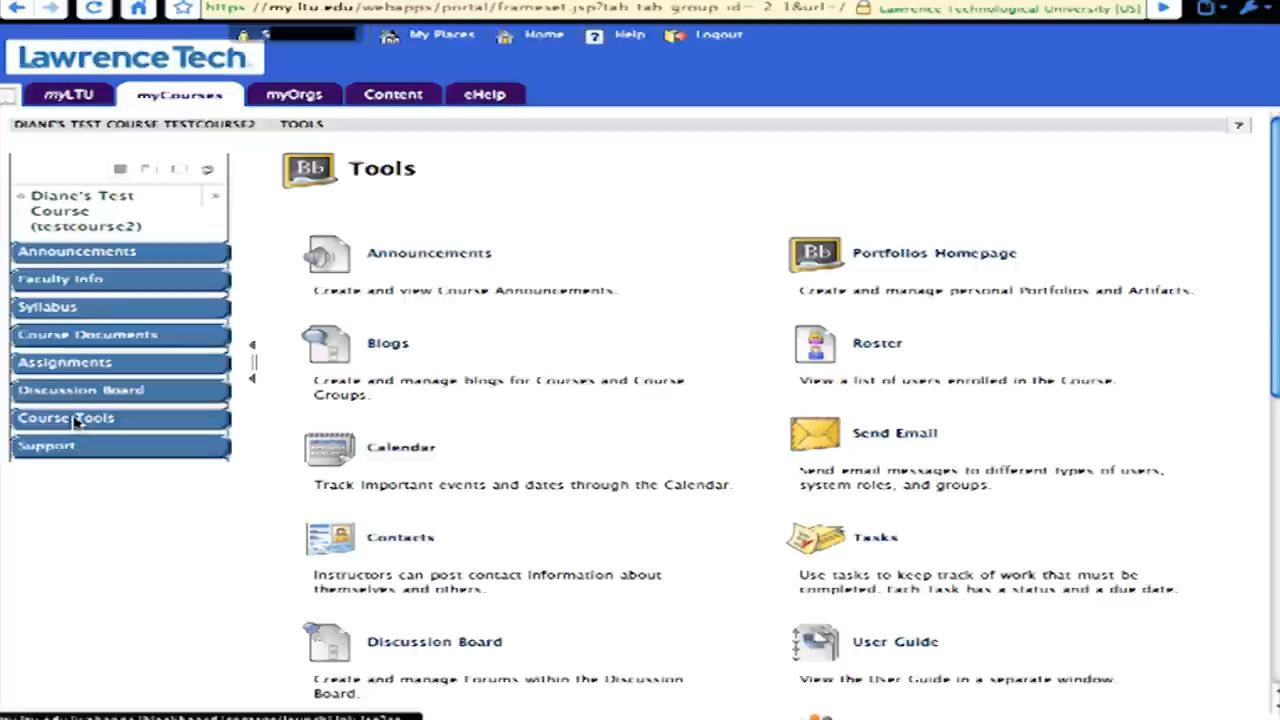 https://my.ltu.edu/webapps/portal/frameset.jsp?tab_tab_group_id=_2_1&url=/
Lawrence Technological University [US]
My Places Home Help Logout
Lawrence Tech
myLTU myCourses myOrgs Content eHelp
DIANE'S TEST COURSE TESTCOURSE2 TOOLS ?
Bb Tools
Diane's Test
Course
(testcourse2)
Announcements
Faculty Info
Syllabus
Course Documents
Assignments
Discussion Board
Course Tools
Support
Announcements
Create and view Course Announcements.
Blogs
Create and manage blogs for Courses and Course
Groups.
Calendar
Track important events and dates through the Calendar.
Contacts
Instructors can post contact information about
themselves and others.
Discussion Board
Create and manage Forums within the Discussion
Board.
Bb Portfolios Homepage
Create and manage personal Portfolios and Artifacts.
Roster
View a list of users enrolled in the Course.
Send Email
Send email messages to different types of users,
system roles, and groups.
Tasks
Use tasks to keep track of work that must be
completed. Each Task has a status and a due date.
User Guide
View the User Guide in a separate window.